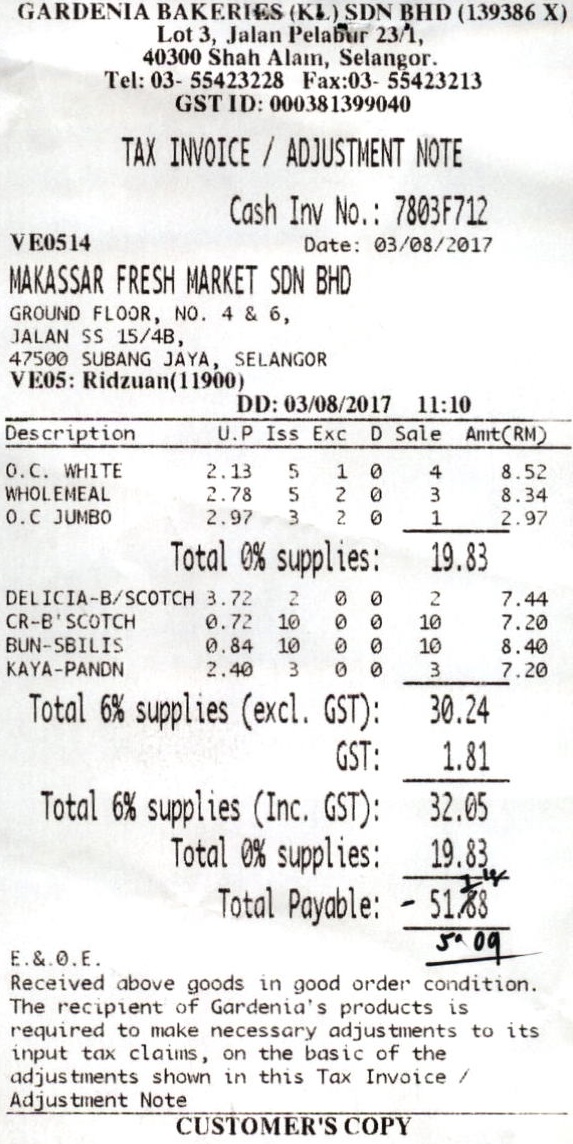 GARDENIA BAKERIES (KL) SDN BHD (139386 X)
Lot 3, Jalan Pelabur 23/1,
40300 Shah Alam, Selangor.
Tel: 03- 55423228 Fax:03- 55423213
GST ID: 000381399040
TAX INVOICE / ADJUSTMENT NOTE
Cash Inv No.: 7803F712
VE0514 Date: 03/08/2017
MAKASSAR FRESH MARKET SDN BHD
GROUND FLOOR, NO. 4 & 6,
JALAN SS 15/4B,
47500 SUBANG JAYA, SELANGOR
VE05: Ridzuan(11900)
DD: 03/08/2017 11:10
Description U.P Iss Exc D Sale Amt(RM)
O.C. WHITE 2.13 5 1 0 4 8.52
WHOLEMEAL 2.78 5 2 0 3 8.34
O.C JUMBO 2.97 3 2 0 1 2.97
Total 0% supplies: 19.83
DELICIA-B/SCOTCH 3.72 2 0 0 2 7.44
CR-B'SCOTCH 0.72 10 0 0 10 7.20
BUN-SBILIS 0.84 10 0 0 10 8.40
KAYA-PANDN 2.40 3 0 0 3 7.20
Total 6% supplies (excl. GST): 30.24
GST: 1.81
Total 6% supplies (Inc. GST): 32.05
Total 0% supplies: 19.83
Total Payable: - 51.88
E.&.O.E.
Received above goods in good order condition.
The recipient of Gardenia's products is
required to make necessary adjustments to its
input tax claims, on the basic of the
adjustments shown in this Tax Invoice /
Adjustment Note
CUSTOMER'S COPY